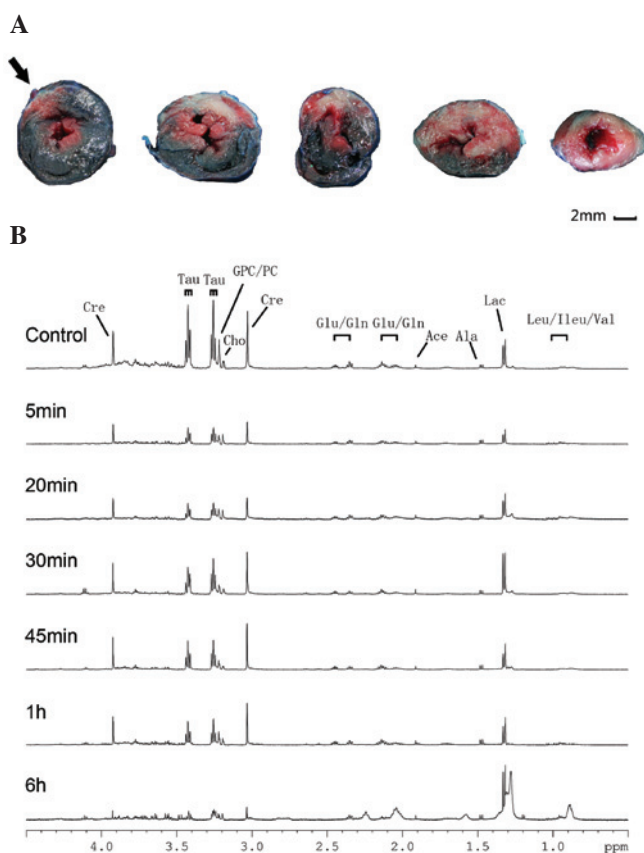 A
2mm
B
Cre
Tau
Tau
GPC/PC
Cho
Cre
Glu/Gln
Glu/Gln
Ace
Ala
Lac
Leu/Ileu/Val
Control
5min
20min
30min
45min
1h
6h
4.0 3.5 3.0 2.5 2.0 1.5 1.0 ppm